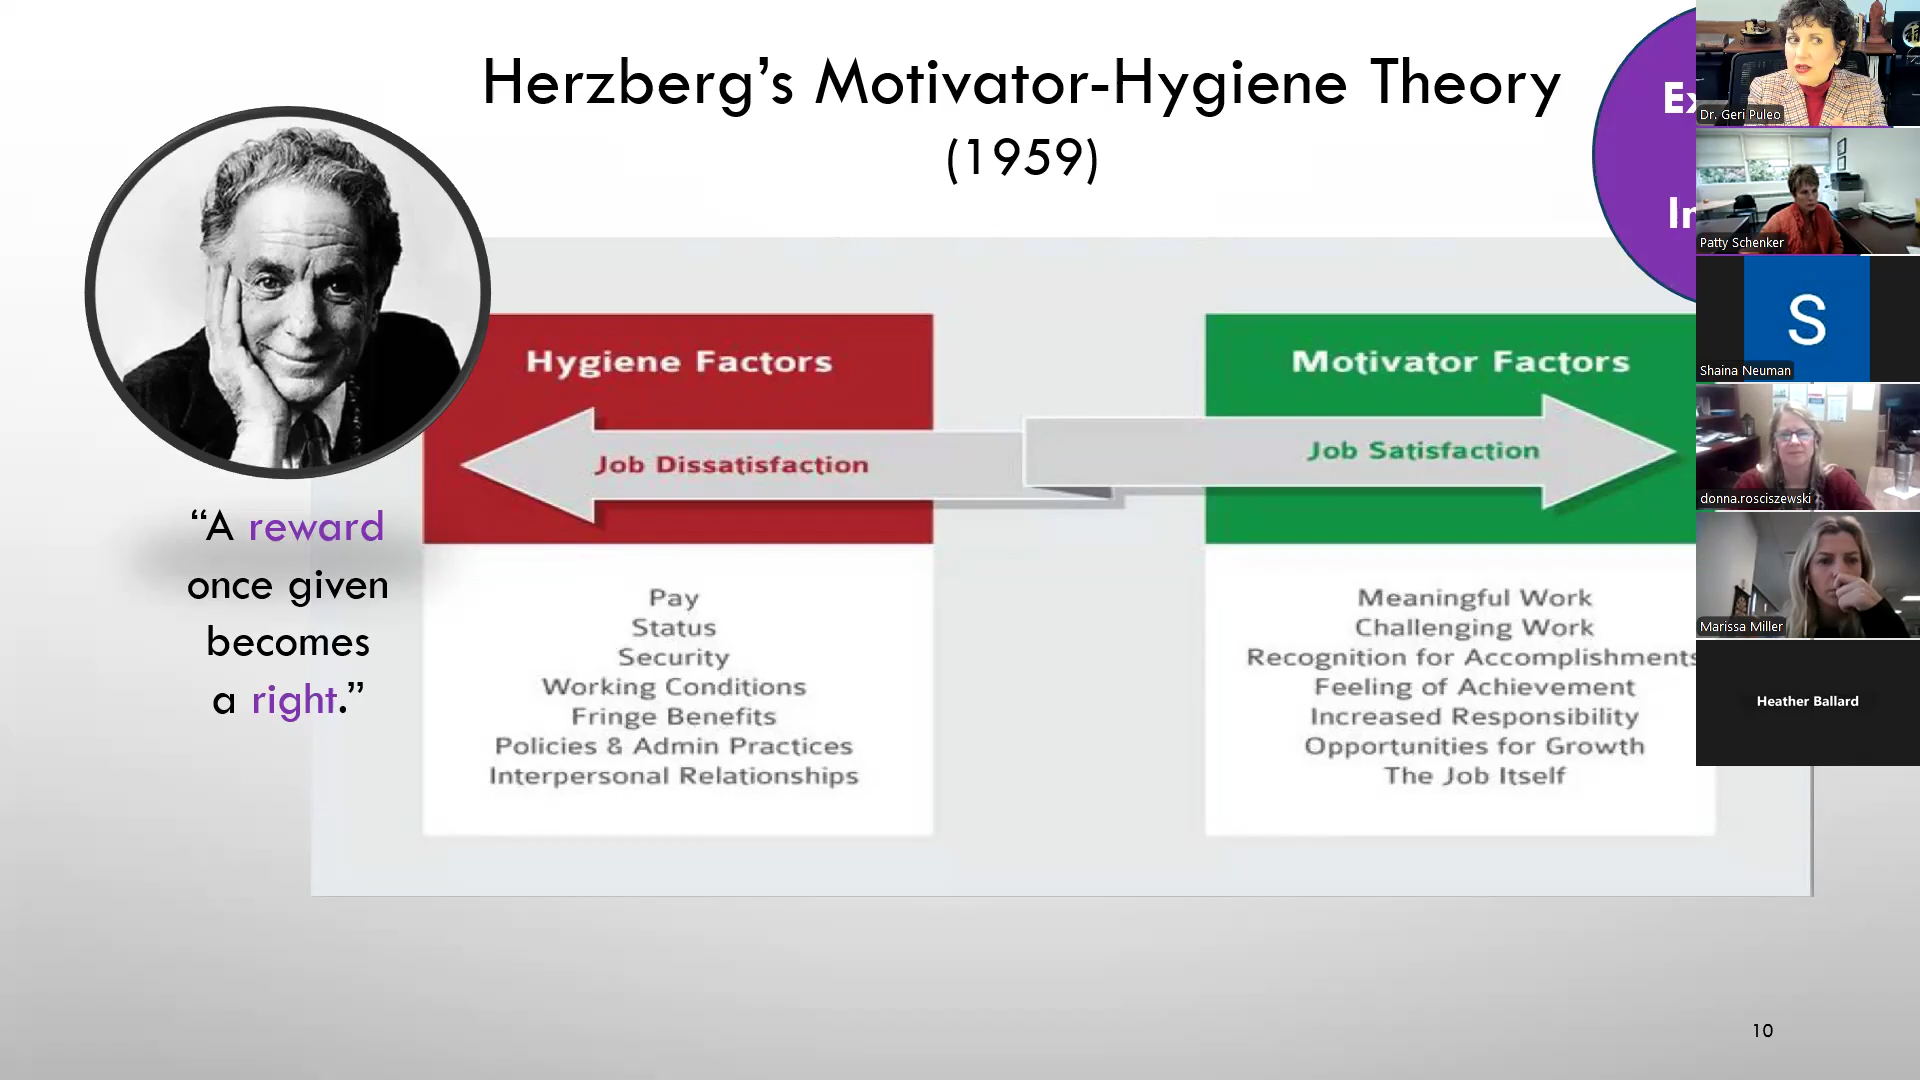 Herzberg’s Motivator-Hygiene Theory
(1959)
“A reward
once given
becomes
a right.”
Hygiene Factors
Job Dissatisfaction
Pay
Status
Security
Working Conditions
Fringe Benefits
Policies & Admin Practices
Interpersonal Relationships
Motivator Factors
Job Satisfaction
Meaningful Work
Challenging Work
Recognition for Accomplishments
Feeling of Achievement
Increased Responsibility
Opportunities for Growth
The Job Itself
Dr. Geri Puleo
Patty Schenker
S
Shaina Neuman
donna.rosciszewski
Marissa Miller
Heather Ballard
10